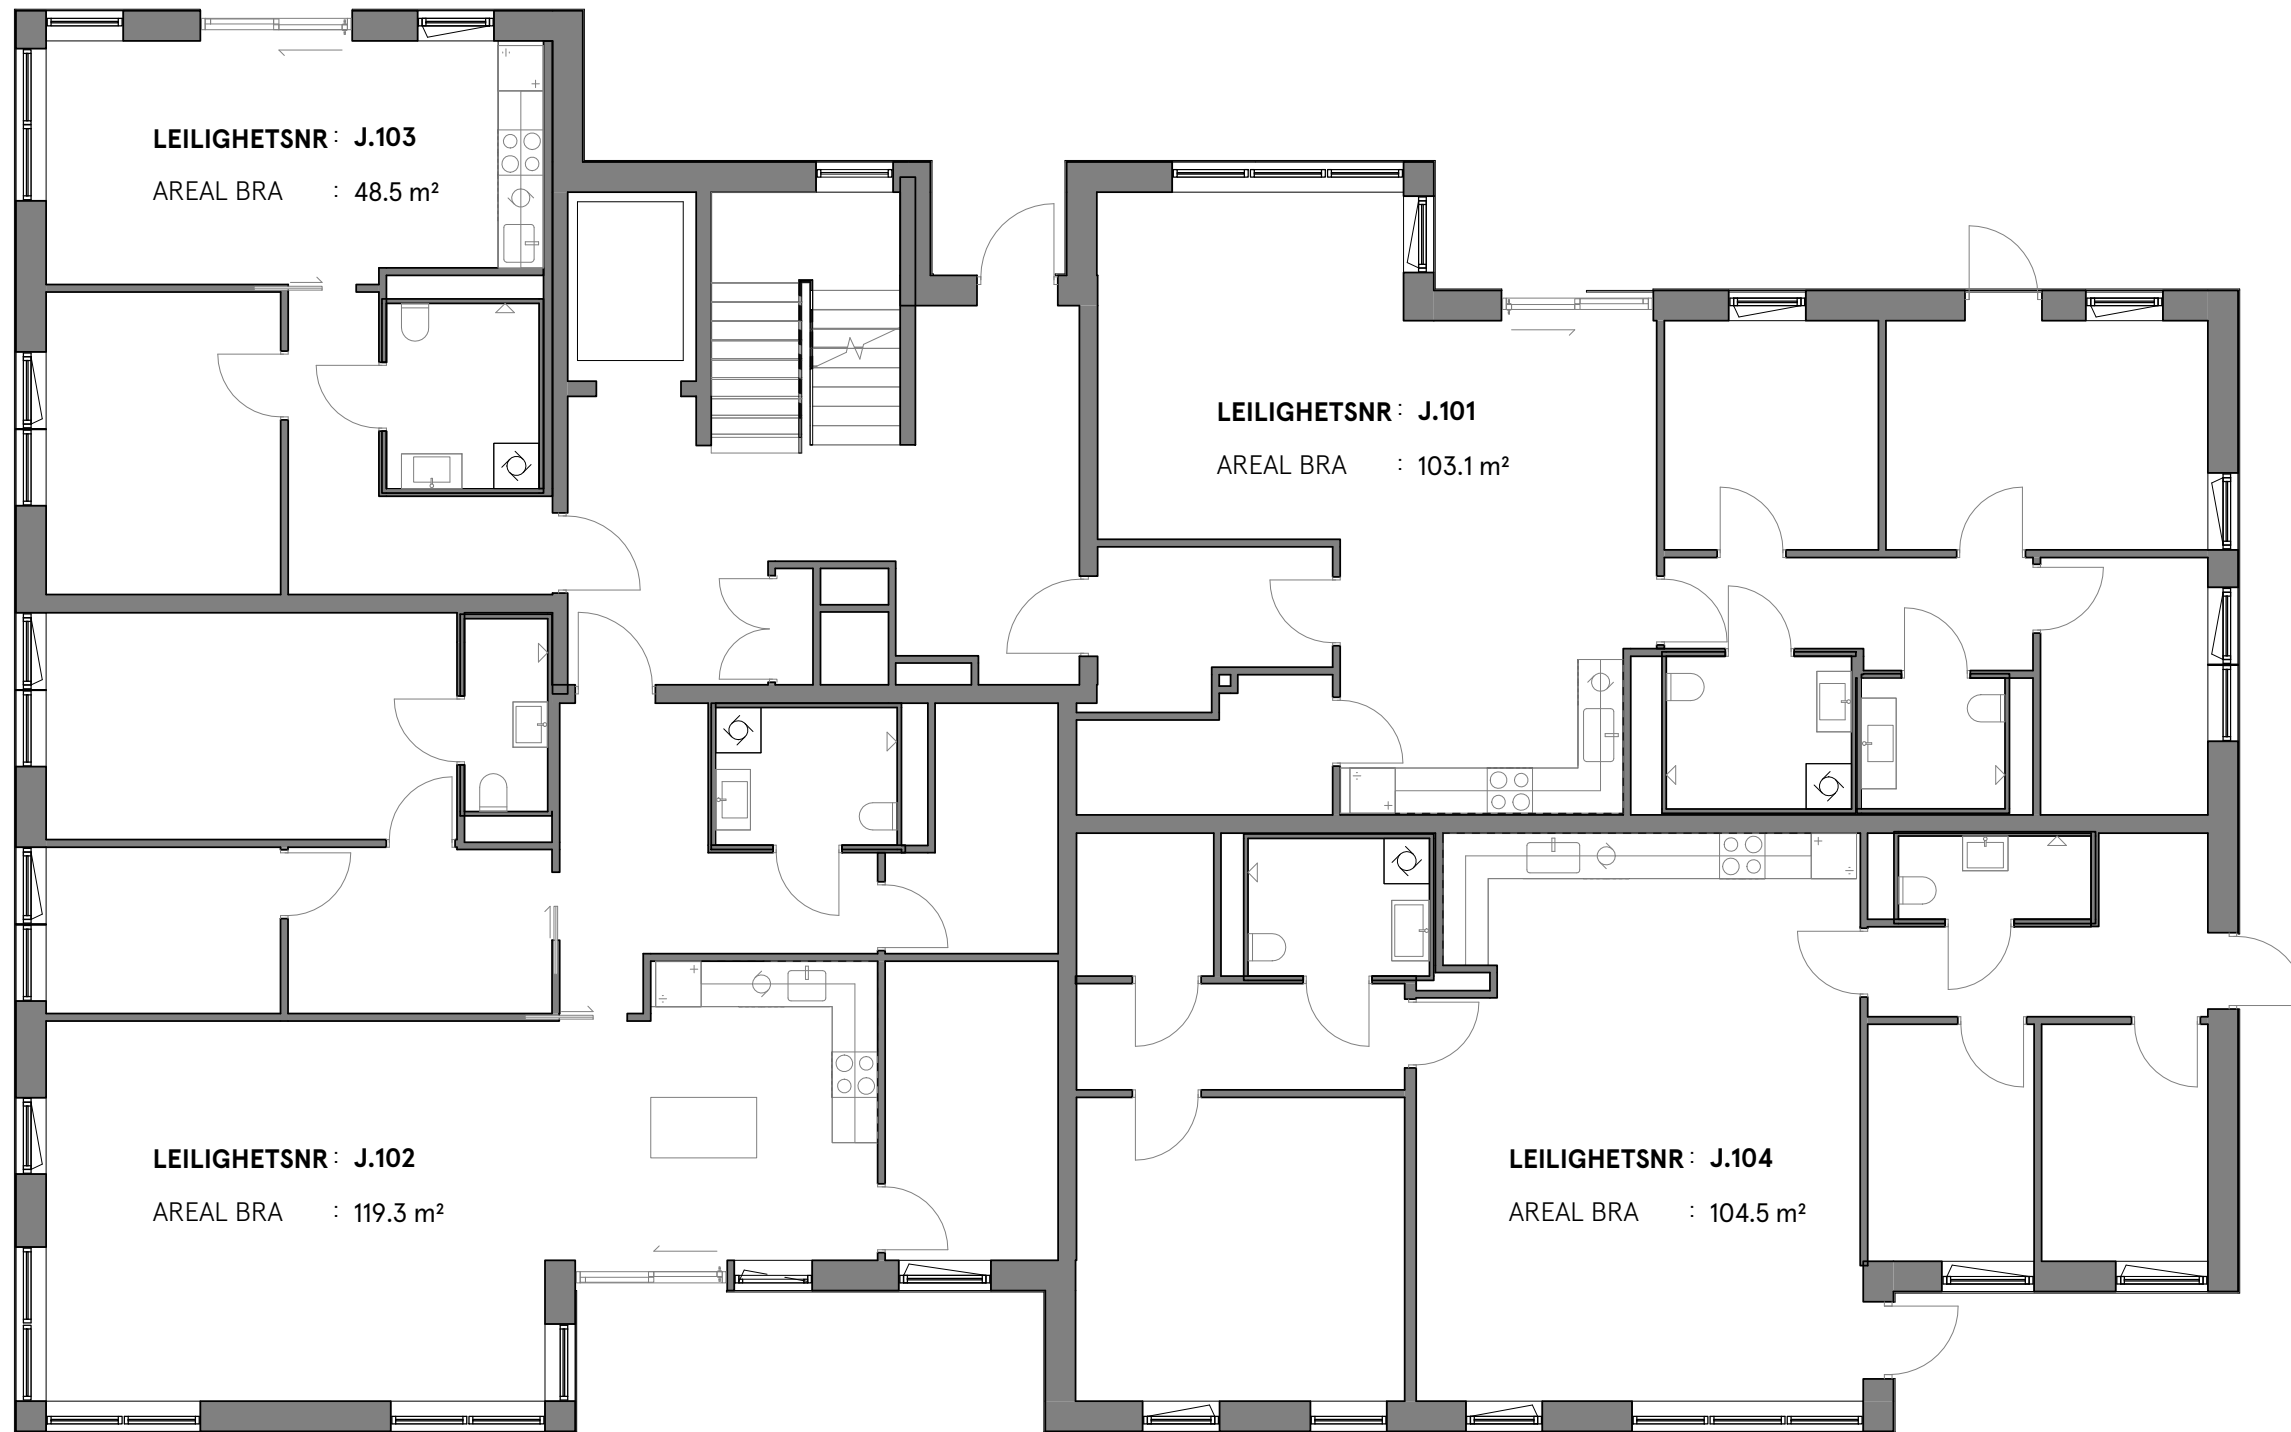 LEILIGHETSNR : J.103
AREAL BRA : 48.5 m²
LEILIGHETSNR : J.101
AREAL BRA : 103.1 m²
LEILIGHETSNR : J.102
AREAL BRA : 119.3 m²
LEILIGHETSNR : J.104
AREAL BRA : 104.5 m²